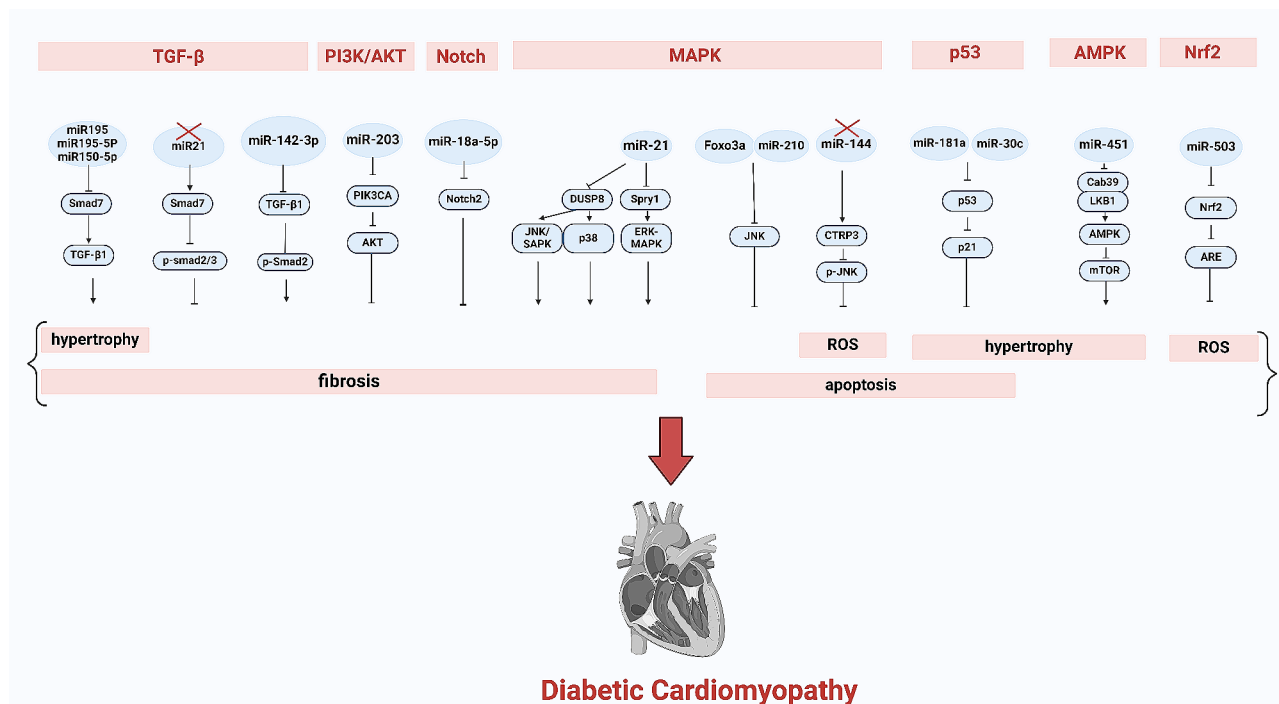 TGF-β
PI3K/AKT
Notch
MAPK
p53
AMPK
Nrf2
miR195
miR195-5P
miR150-5p
miR21
miR-142-3p
miR-203
miR-18a-5p
miR-21
Foxo3a
miR-210
miR-144
miR-181a
miR-30c
miR-451
miR-503
Smad7
Smad7
TGF-β1
PIK3CA
Notch2
DUSP8
Spry1
p53
Cab39
LKB1
Nrf2
TGF-β1
p-smad2/3
p-Smad2
AKT
JNK/
SAPK
p38
ERK-
MAPK
JNK
CTRP3
p-JNK
p21
AMPK
mTOR
ARE
hypertrophy
ROS
hypertrophy
ROS
fibrosis
apoptosis
Diabetic Cardiomyopathy